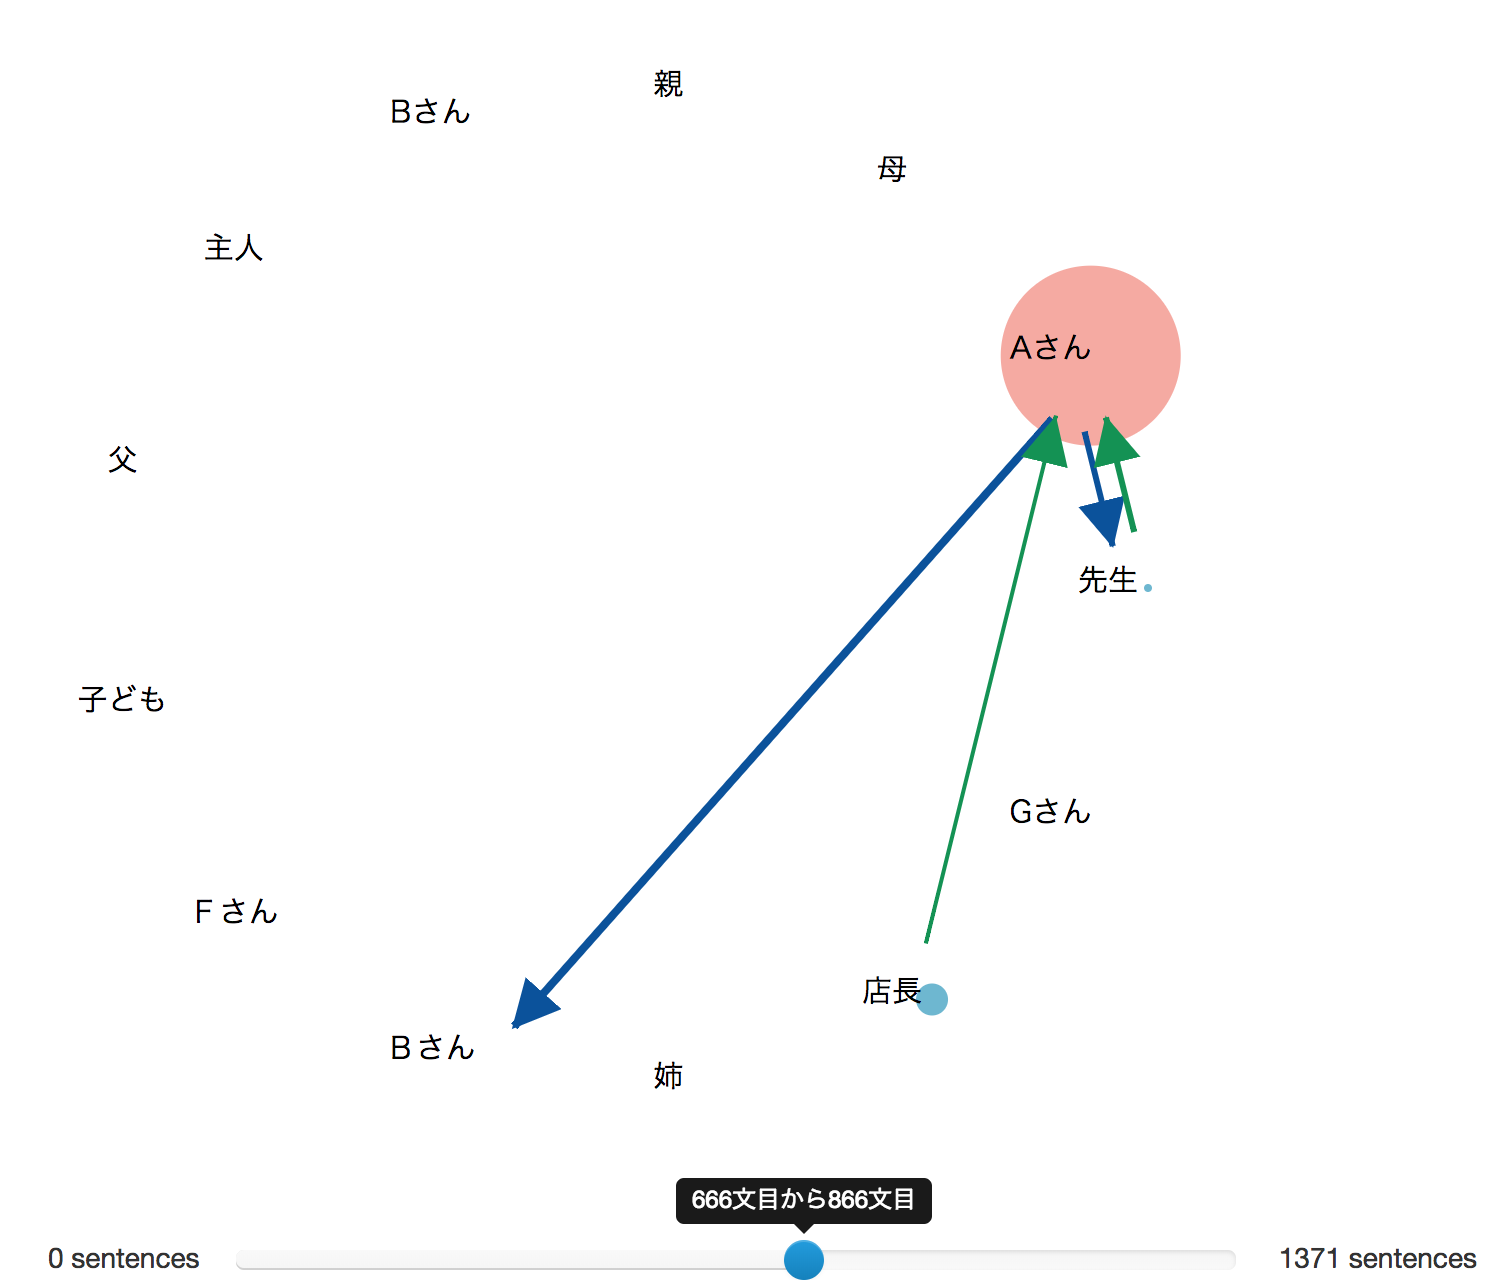 親
Bさん
母
主人
Aさん
父
先生
子ども
Gさん
Ｆさん
店長
Ｂさん
姉
666文目から866文目
0 sentences
1371 sentences